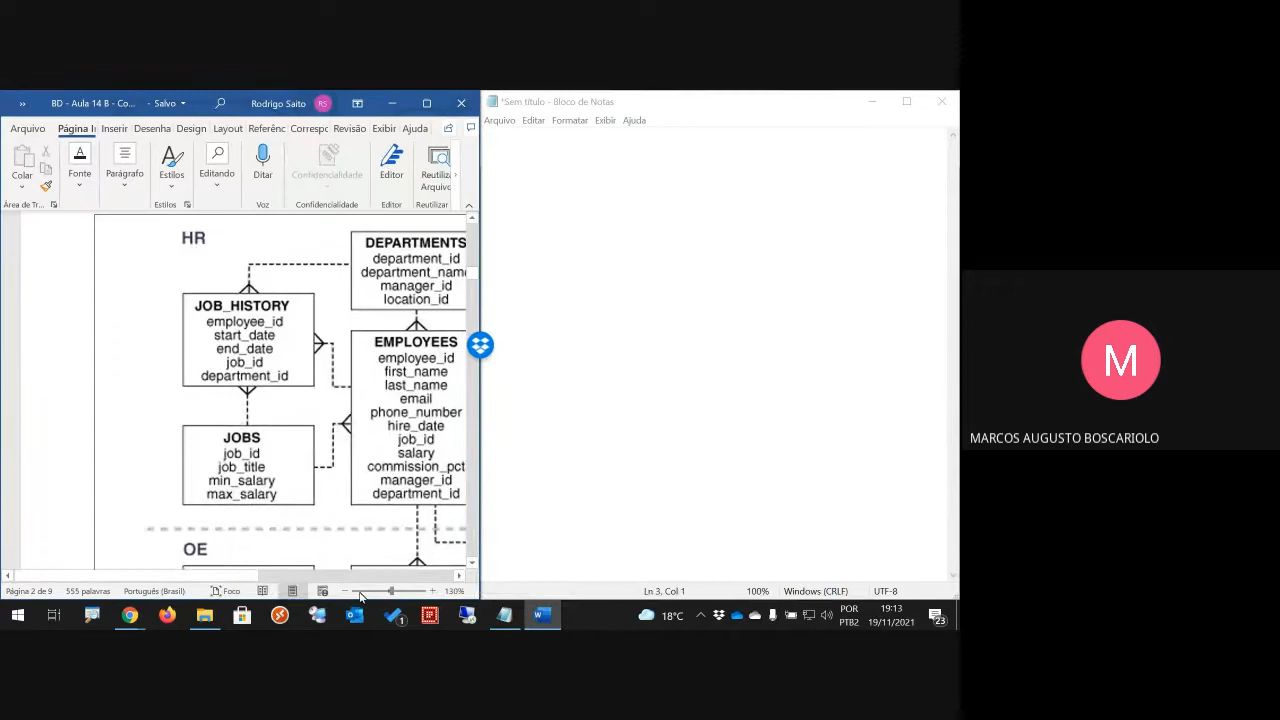 BD - Aula 14 B - Co... - Salvo
Rodrigo Saito
RS
Arquivo Página I Inserir Desenha Design Layout Referênc Corresp Revisão Exibir Ajuda
Colar
Fonte
Parágrafo
Estilos
Editando
Ditar
Confidencialidade
Editor
Reutiliza
Arquivo
Área de Tr...
Estilos
Voz
Confidencialidade
Editor
Reutilizar
HR
DEPARTMENTS
department_id
department_name
manager_id
location_id
JOB_HISTORY
employee_id
start_date
end_date
job_id
department_id
EMPLOYEES
employee_id
first_name
last_name
email
phone_number
hire_date
job_id
salary
commission_pct
manager_id
department_id
JOBS
job_id
job_title
min_salary
max_salary
OE
Página 2 de 9 555 palavras Português (Brasil) Foco 130%
*Sem título - Bloco de Notas
Arquivo Editar Formatar Exibir Ajuda
Ln 3, Col 1 100% Windows (CRLF) UTF-8
1
18°C
POR
PTB2
19:13
19/11/2021
23
M
MARCOS AUGUSTO BOSCARIOLO